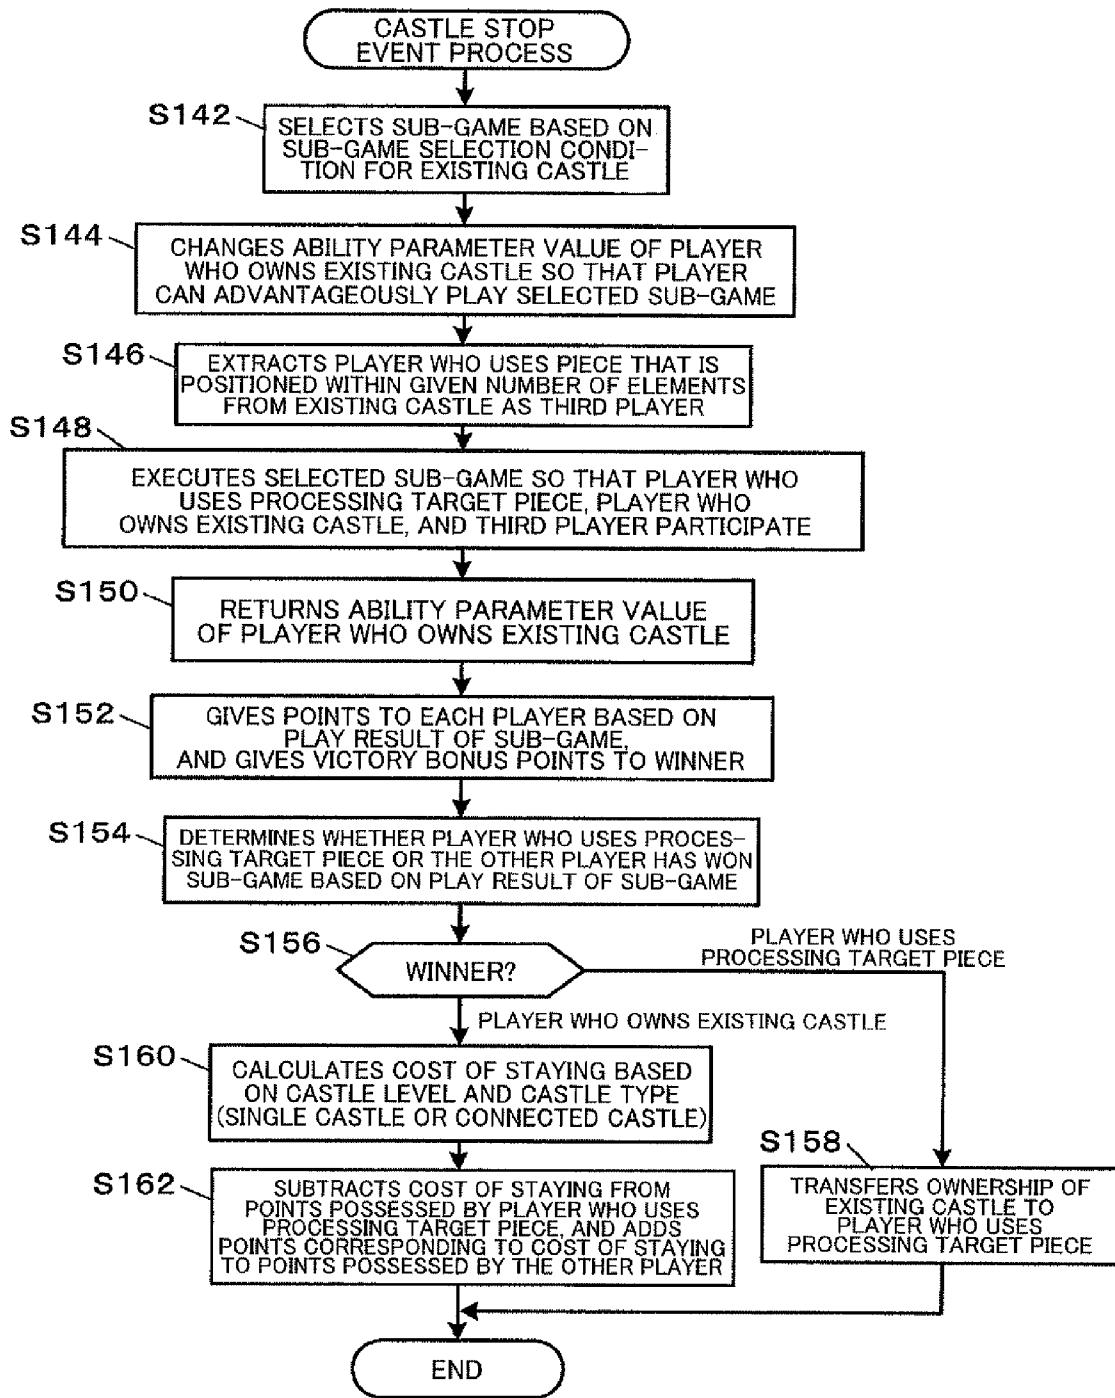 CASTLE STOP
EVENT PROCESS
S142
SELECTS SUB-GAME BASED ON
SUB-GAME SELECTION CONDI-
TION FOR EXISTING CASTLE
S144
CHANGES ABILITY PARAMETER VALUE OF PLAYER
WHO OWNS EXISTING CASTLE SO THAT PLAYER
CAN ADVANTAGEOUSLY PLAY SELECTED SUB-GAME
S146
EXTRACTS PLAYER WHO USES PIECE THAT IS
POSITIONED WITHIN GIVEN NUMBER OF ELEMENTS
FROM EXISTING CASTLE AS THIRD PLAYER
S148
EXECUTES SELECTED SUB-GAME SO THAT PLAYER WHO
USES PROCESSING TARGET PIECE, PLAYER WHO
OWNS EXISTING CASTLE, AND THIRD PLAYER PARTICIPATE
S150
RETURNS ABILITY PARAMETER VALUE
OF PLAYER WHO OWNS EXISTING CASTLE
S152
GIVES POINTS TO EACH PLAYER BASED ON
PLAY RESULT OF SUB-GAME,
AND GIVES VICTORY BONUS POINTS TO WINNER
S154
DETERMINES WHETHER PLAYER WHO USES PROCES-
SING TARGET PIECE OR THE OTHER PLAYER HAS WON
SUB-GAME BASED ON PLAY RESULT OF SUB-GAME
S156
WINNER?
PLAYER WHO USES
PROCESSING TARGET PIECE
PLAYER WHO OWNS EXISTING CASTLE
S160
CALCULATES COST OF STAYING BASED
ON CASTLE LEVEL AND CASTLE TYPE
(SINGLE CASTLE OR CONNECTED CASTLE)
S162
SUBTRACTS COST OF STAYING FROM
POINTS POSSESSED BY PLAYER WHO USES
PROCESSING TARGET PIECE, AND ADDS
POINTS CORRESPONDING TO COST OF STAYING
TO POINTS POSSESSED BY THE OTHER PLAYER
S158
TRANSFERS OWNERSHIP OF
EXISTING CASTLE TO
PLAYER WHO USES
PROCESSING TARGET PIECE
END